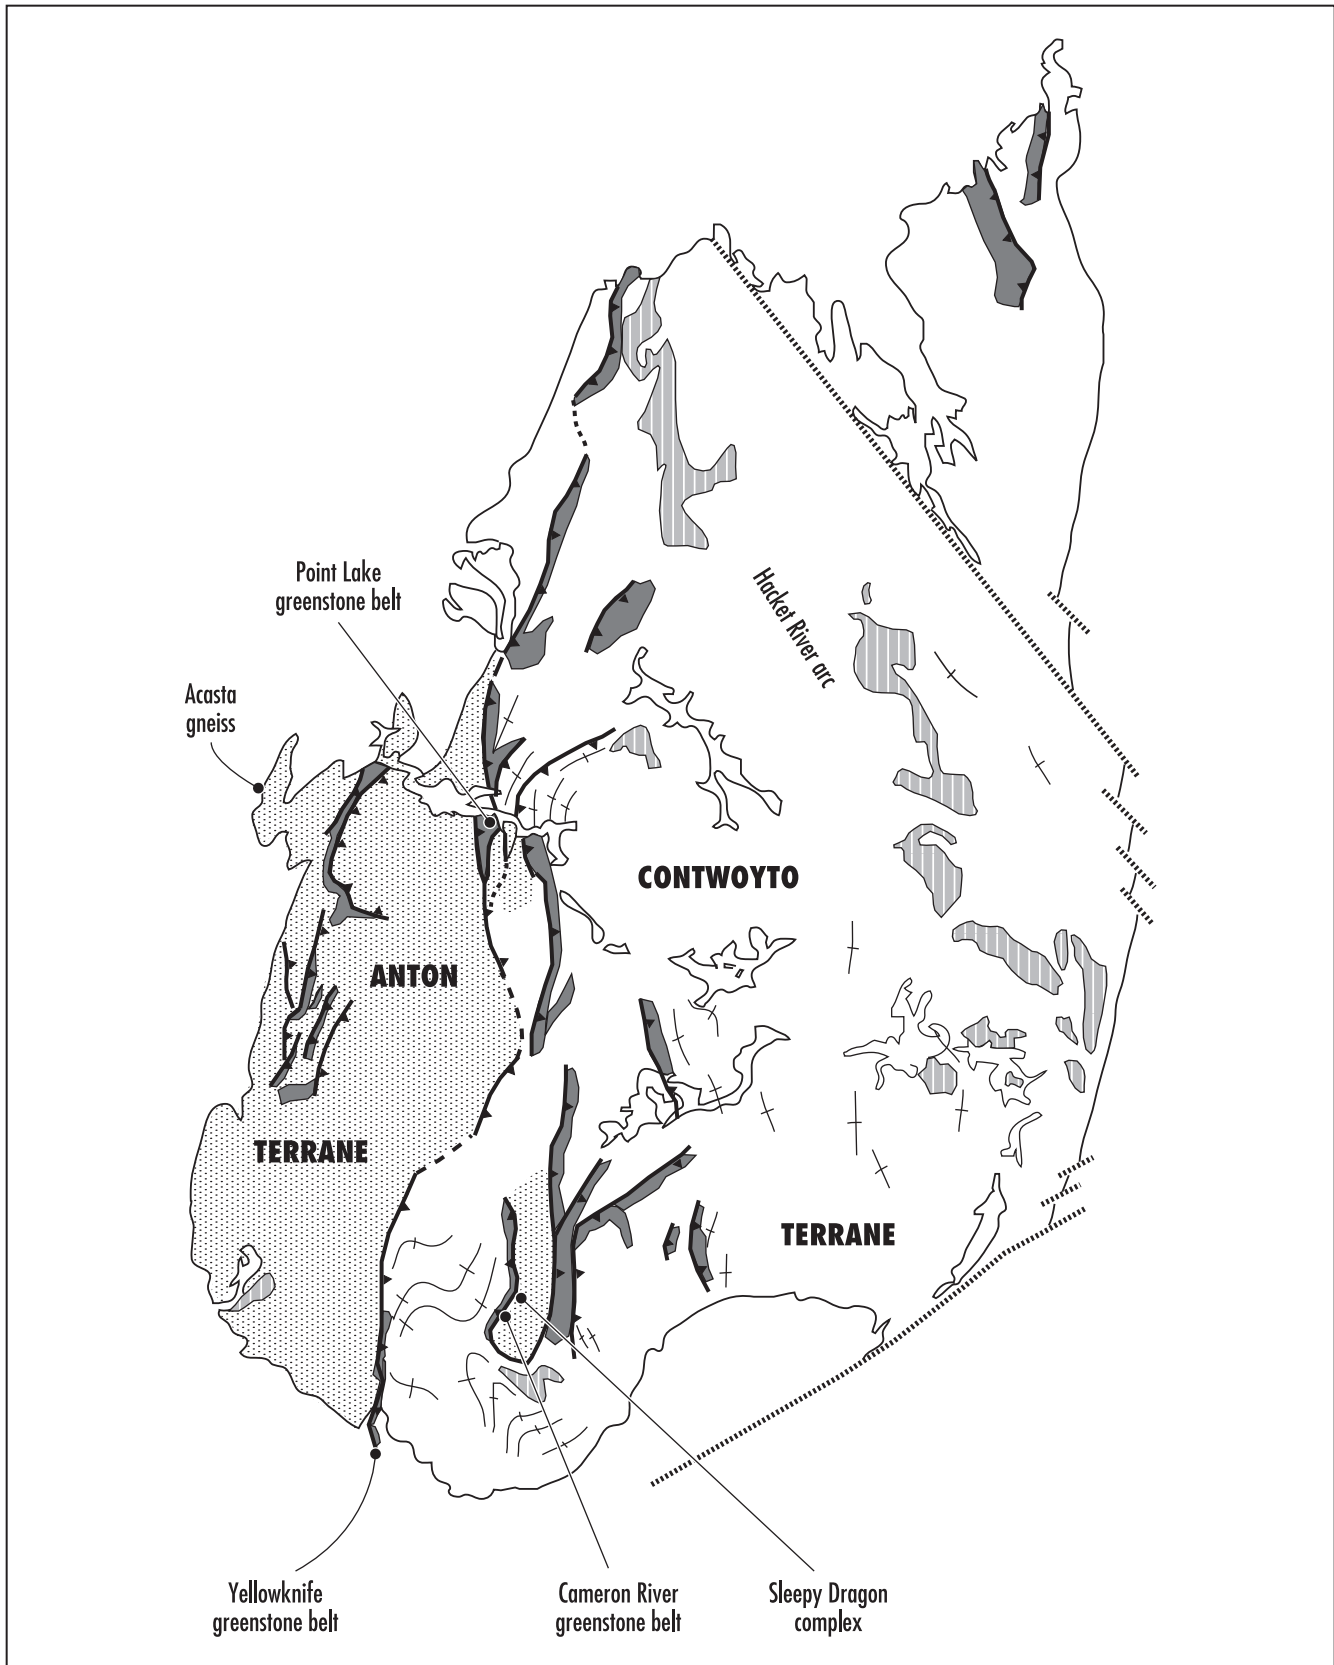 Point Lake
greenstone belt
Hacket River arc
Acasta
gneiss
CONTWOYTO
ANTON
TERRANE
TERRANE
Yellowknife
greenstone belt
Cameron River
greenstone belt
Sleepy Dragon
complex